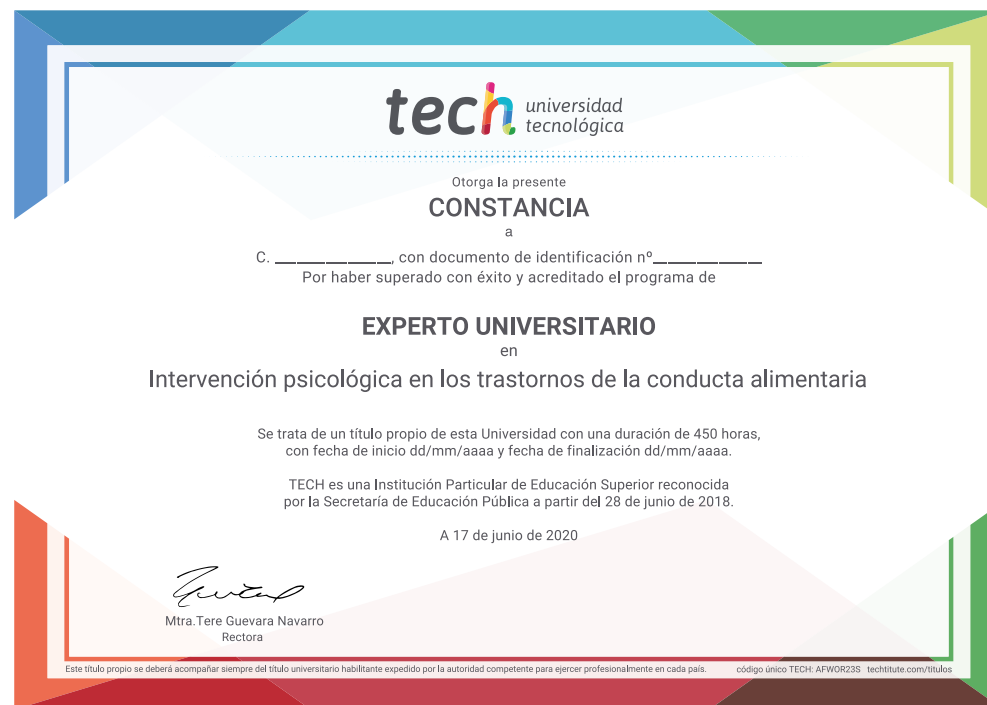 tech universidad
tecnológica
Otorga la presente
CONSTANCIA
a
C. ______________, con documento de identificación nº______________
Por haber superado con éxito y acreditado el programa de
EXPERTO UNIVERSITARIO
en
Intervención psicológica en los trastornos de la conducta alimentaria
Se trata de un título propio de esta Universidad con una duración de 450 horas,
con fecha de inicio dd/mm/aaaa y fecha de finalización dd/mm/aaaa.
TECH es una Institución Particular de Educación Superior reconocida
por la Secretaría de Educación Pública a partir del 28 de junio de 2018.
A 17 de junio de 2020
Mtra.Tere Guevara Navarro
Rectora
Este título propio se deberá acompañar siempre del título universitario habilitante expedido por la autoridad competente para ejercer profesionalmente en cada país. código único TECH: AFWOR23S techtitute.com/titulos